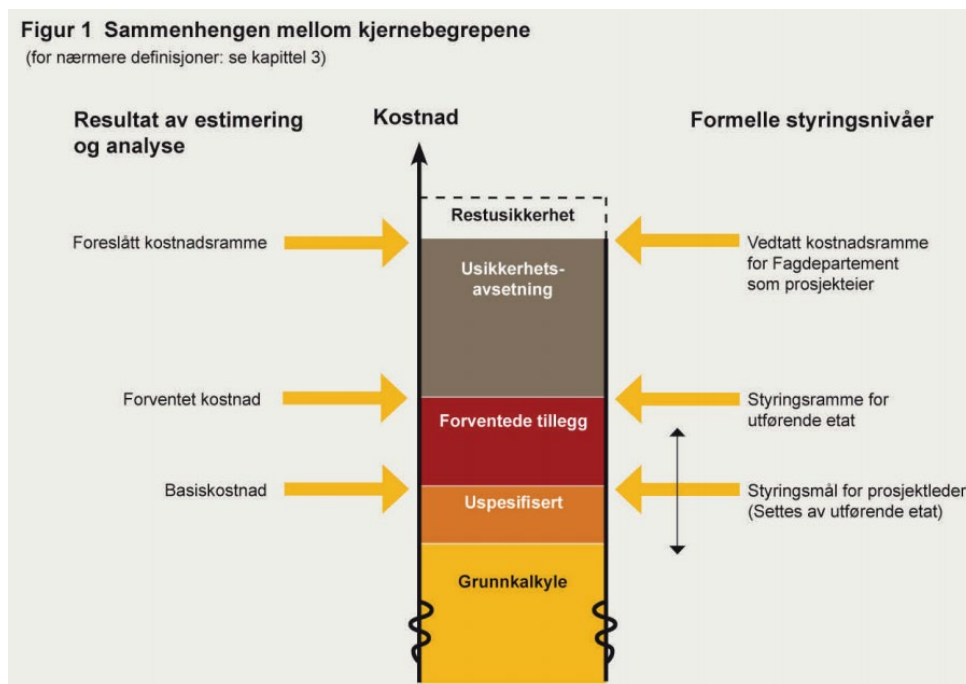 Figur 1 Sammenhengen mellom kjernebegrepene
(for nærmere definisjoner: se kapittel 3)
Resultat av estimering
og analyse
Kostnad
Formelle styringsnivåer
Restusikkerhet
Foreslått kostnadsramme
Vedtatt kostnadsramme
for Fagdepartement
som prosjekteier
Usikkerhets-
avsetning
Forventet kostnad
Styringsramme for
utførende etat
Forventede tillegg
Basiskostnad
Uspesifisert
Styringsmål for prosjektleder
(Settes av utførende etat)
Grunnkalkyle